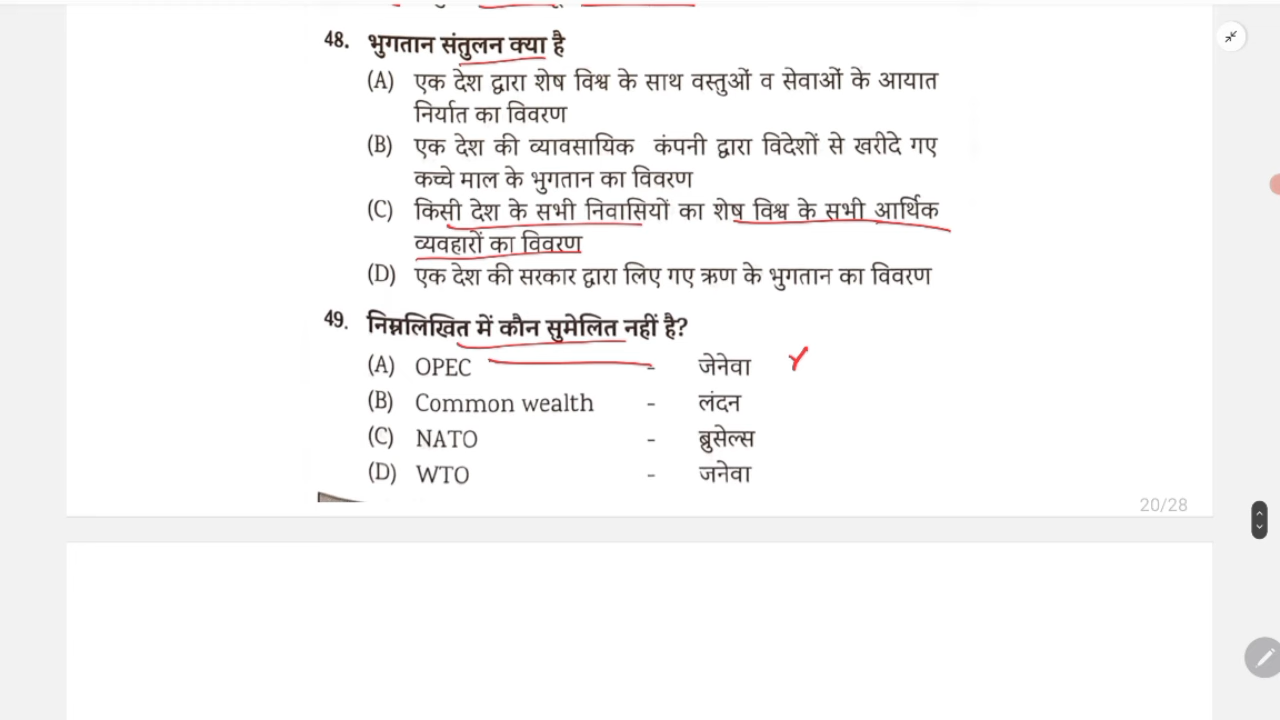 48. भुगतान संतुलन क्या है
(A) एक देश द्वारा शेष विश्व के साथ वस्तुओं व सेवाओं के आयात
निर्यात का विवरण
(B) एक देश की व्यावसायिक कंपनी द्वारा विदेशों से खरीदे गए
कच्चे माल के भुगतान का विवरण
(C) किसी देश के सभी निवासियों का शेष विश्व के सभी आर्थिक
व्यवहारों का विवरण
(D) एक देश की सरकार द्वारा लिए गए ऋण के भुगतान का विवरण
49. निम्नलिखित में कौन सुमेलित नहीं है?
(A) OPEC - जेनेवा
(B) Common wealth - लंदन
(C) NATO - ब्रुसेल्स
(D) WTO - जनेवा
20/28